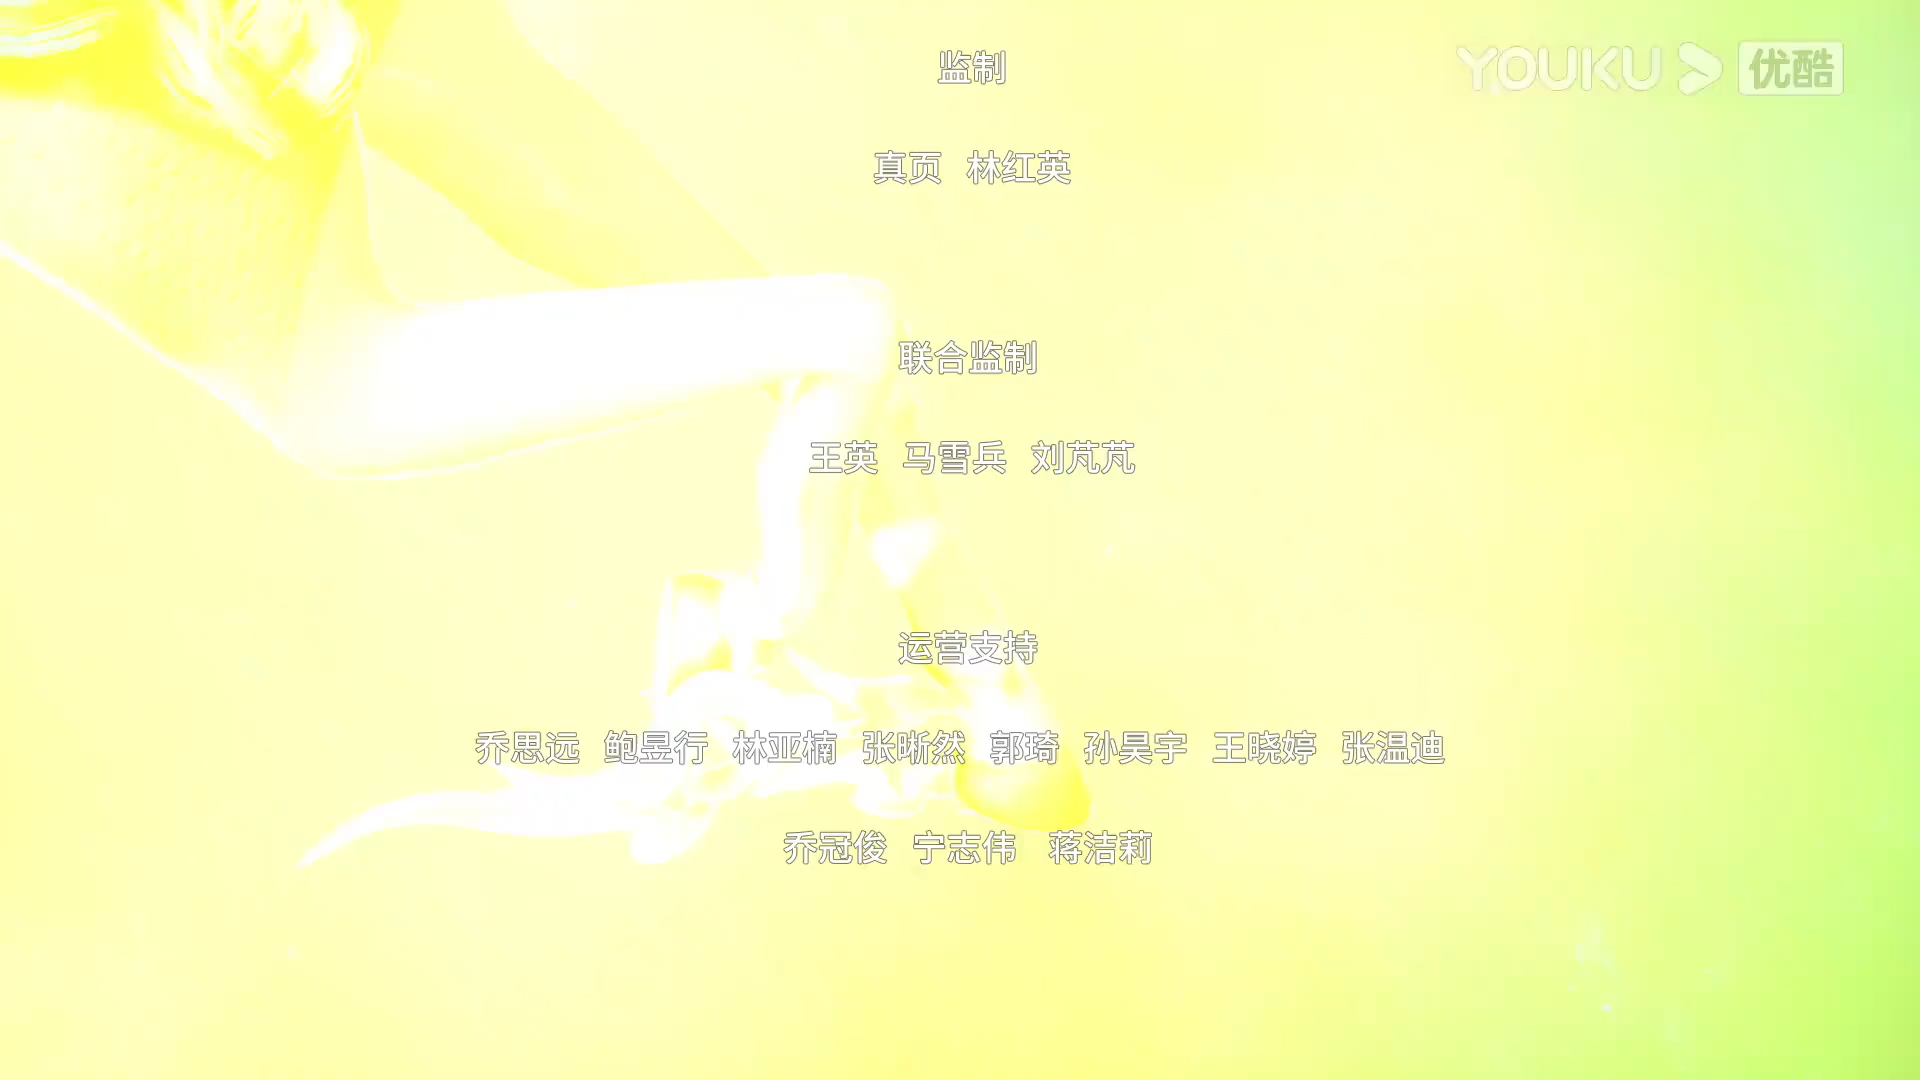 监制
YOUKU 优酷
真页 林红英
联合监制
王英 马雪兵 刘芃芃
运营支持
乔思远 鲍昱行 林亚楠 张晰然 郭琦 孙昊宇 王晓婷 张温迪
乔冠俊 宁志伟 蒋洁莉